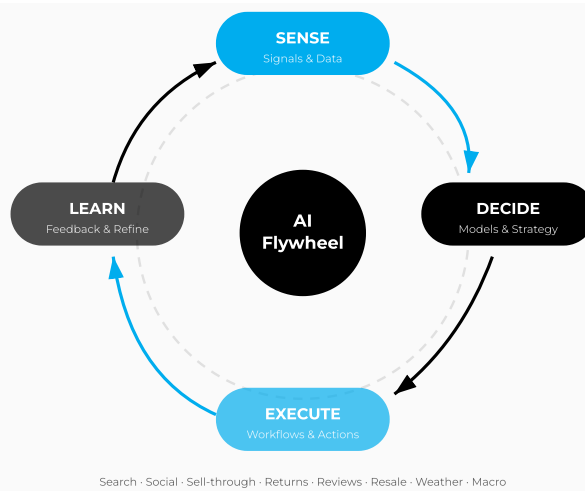 SENSE
Signals & Data
LEARN
Feedback & Refine
AI
Flywheel
DECIDE
Models & Strategy
EXECUTE
Workflows & Actions
Search · Social · Sell-through · Returns · Reviews · Resale · Weather · Macro